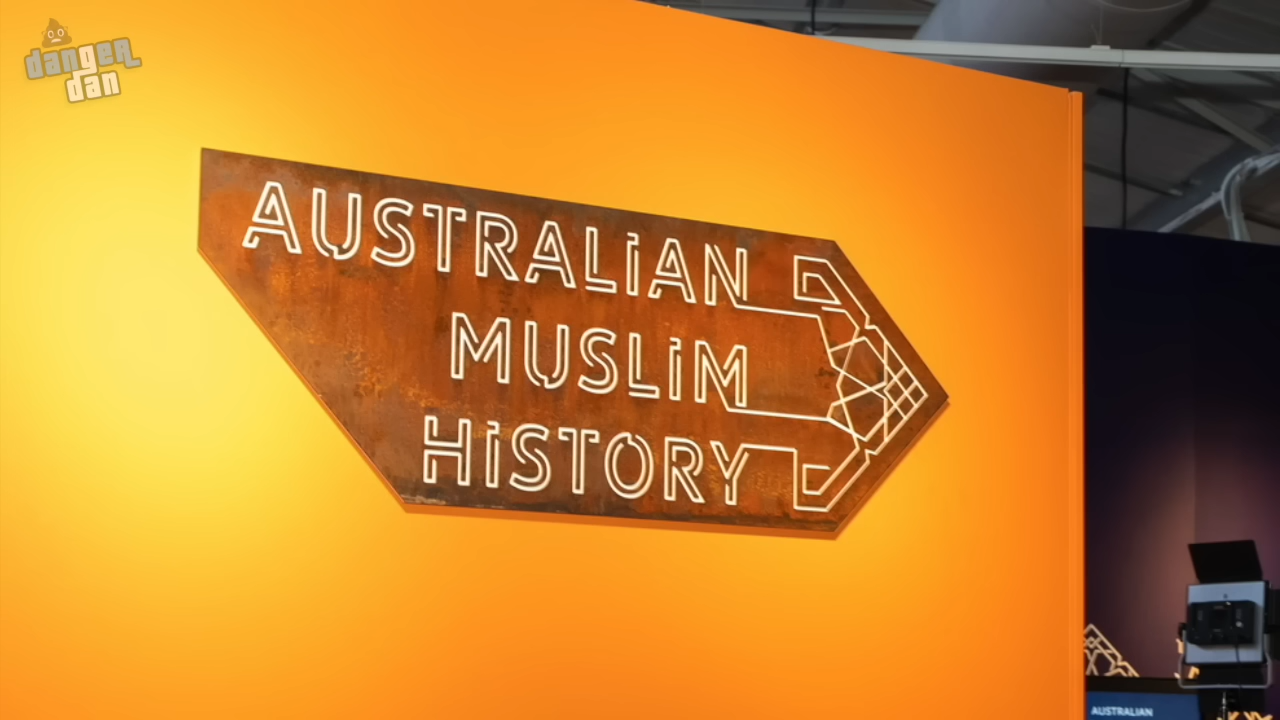 danger
dan
AUSTRALiAN
MUSLiM
HiSTORY
AUSTRALIAN